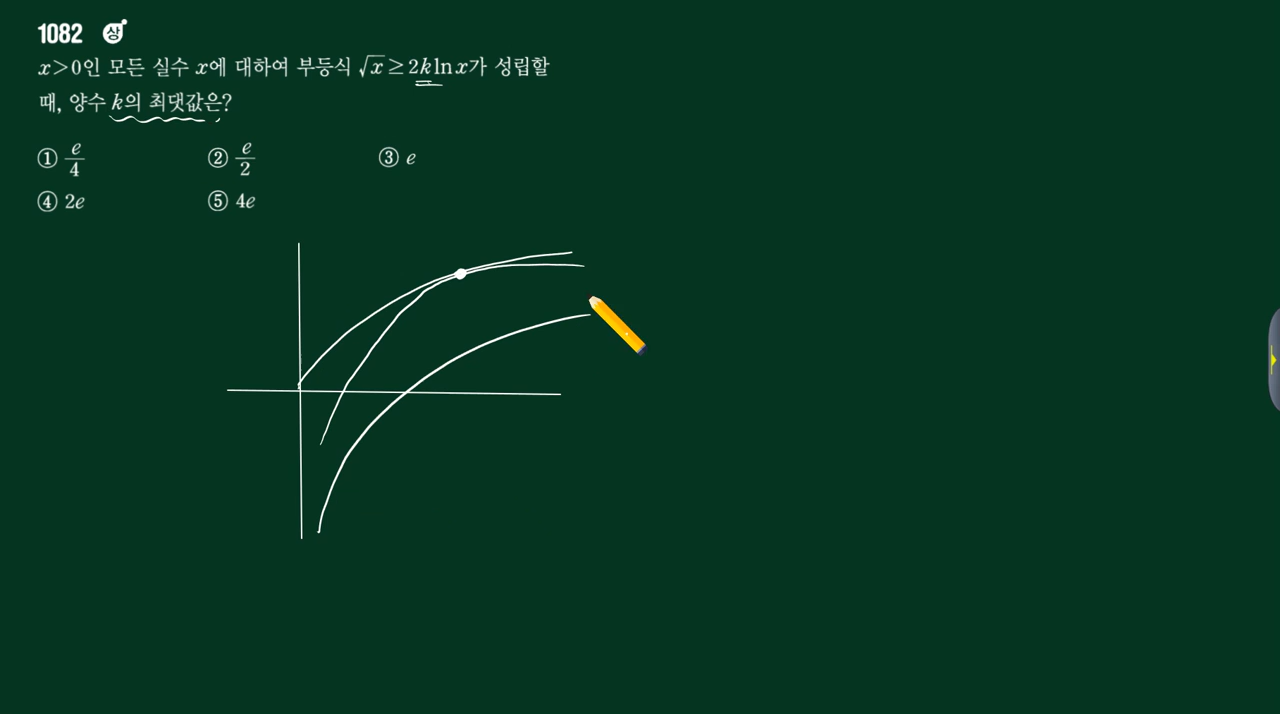 1082 상
x>0인 모든 실수 x에 대하여 부등식 √x ≥ 2k ln x가 성립할
때, 양수 k의 최댓값은?
① e/4 ② e/2 ③ e
④ 2e ⑤ 4e